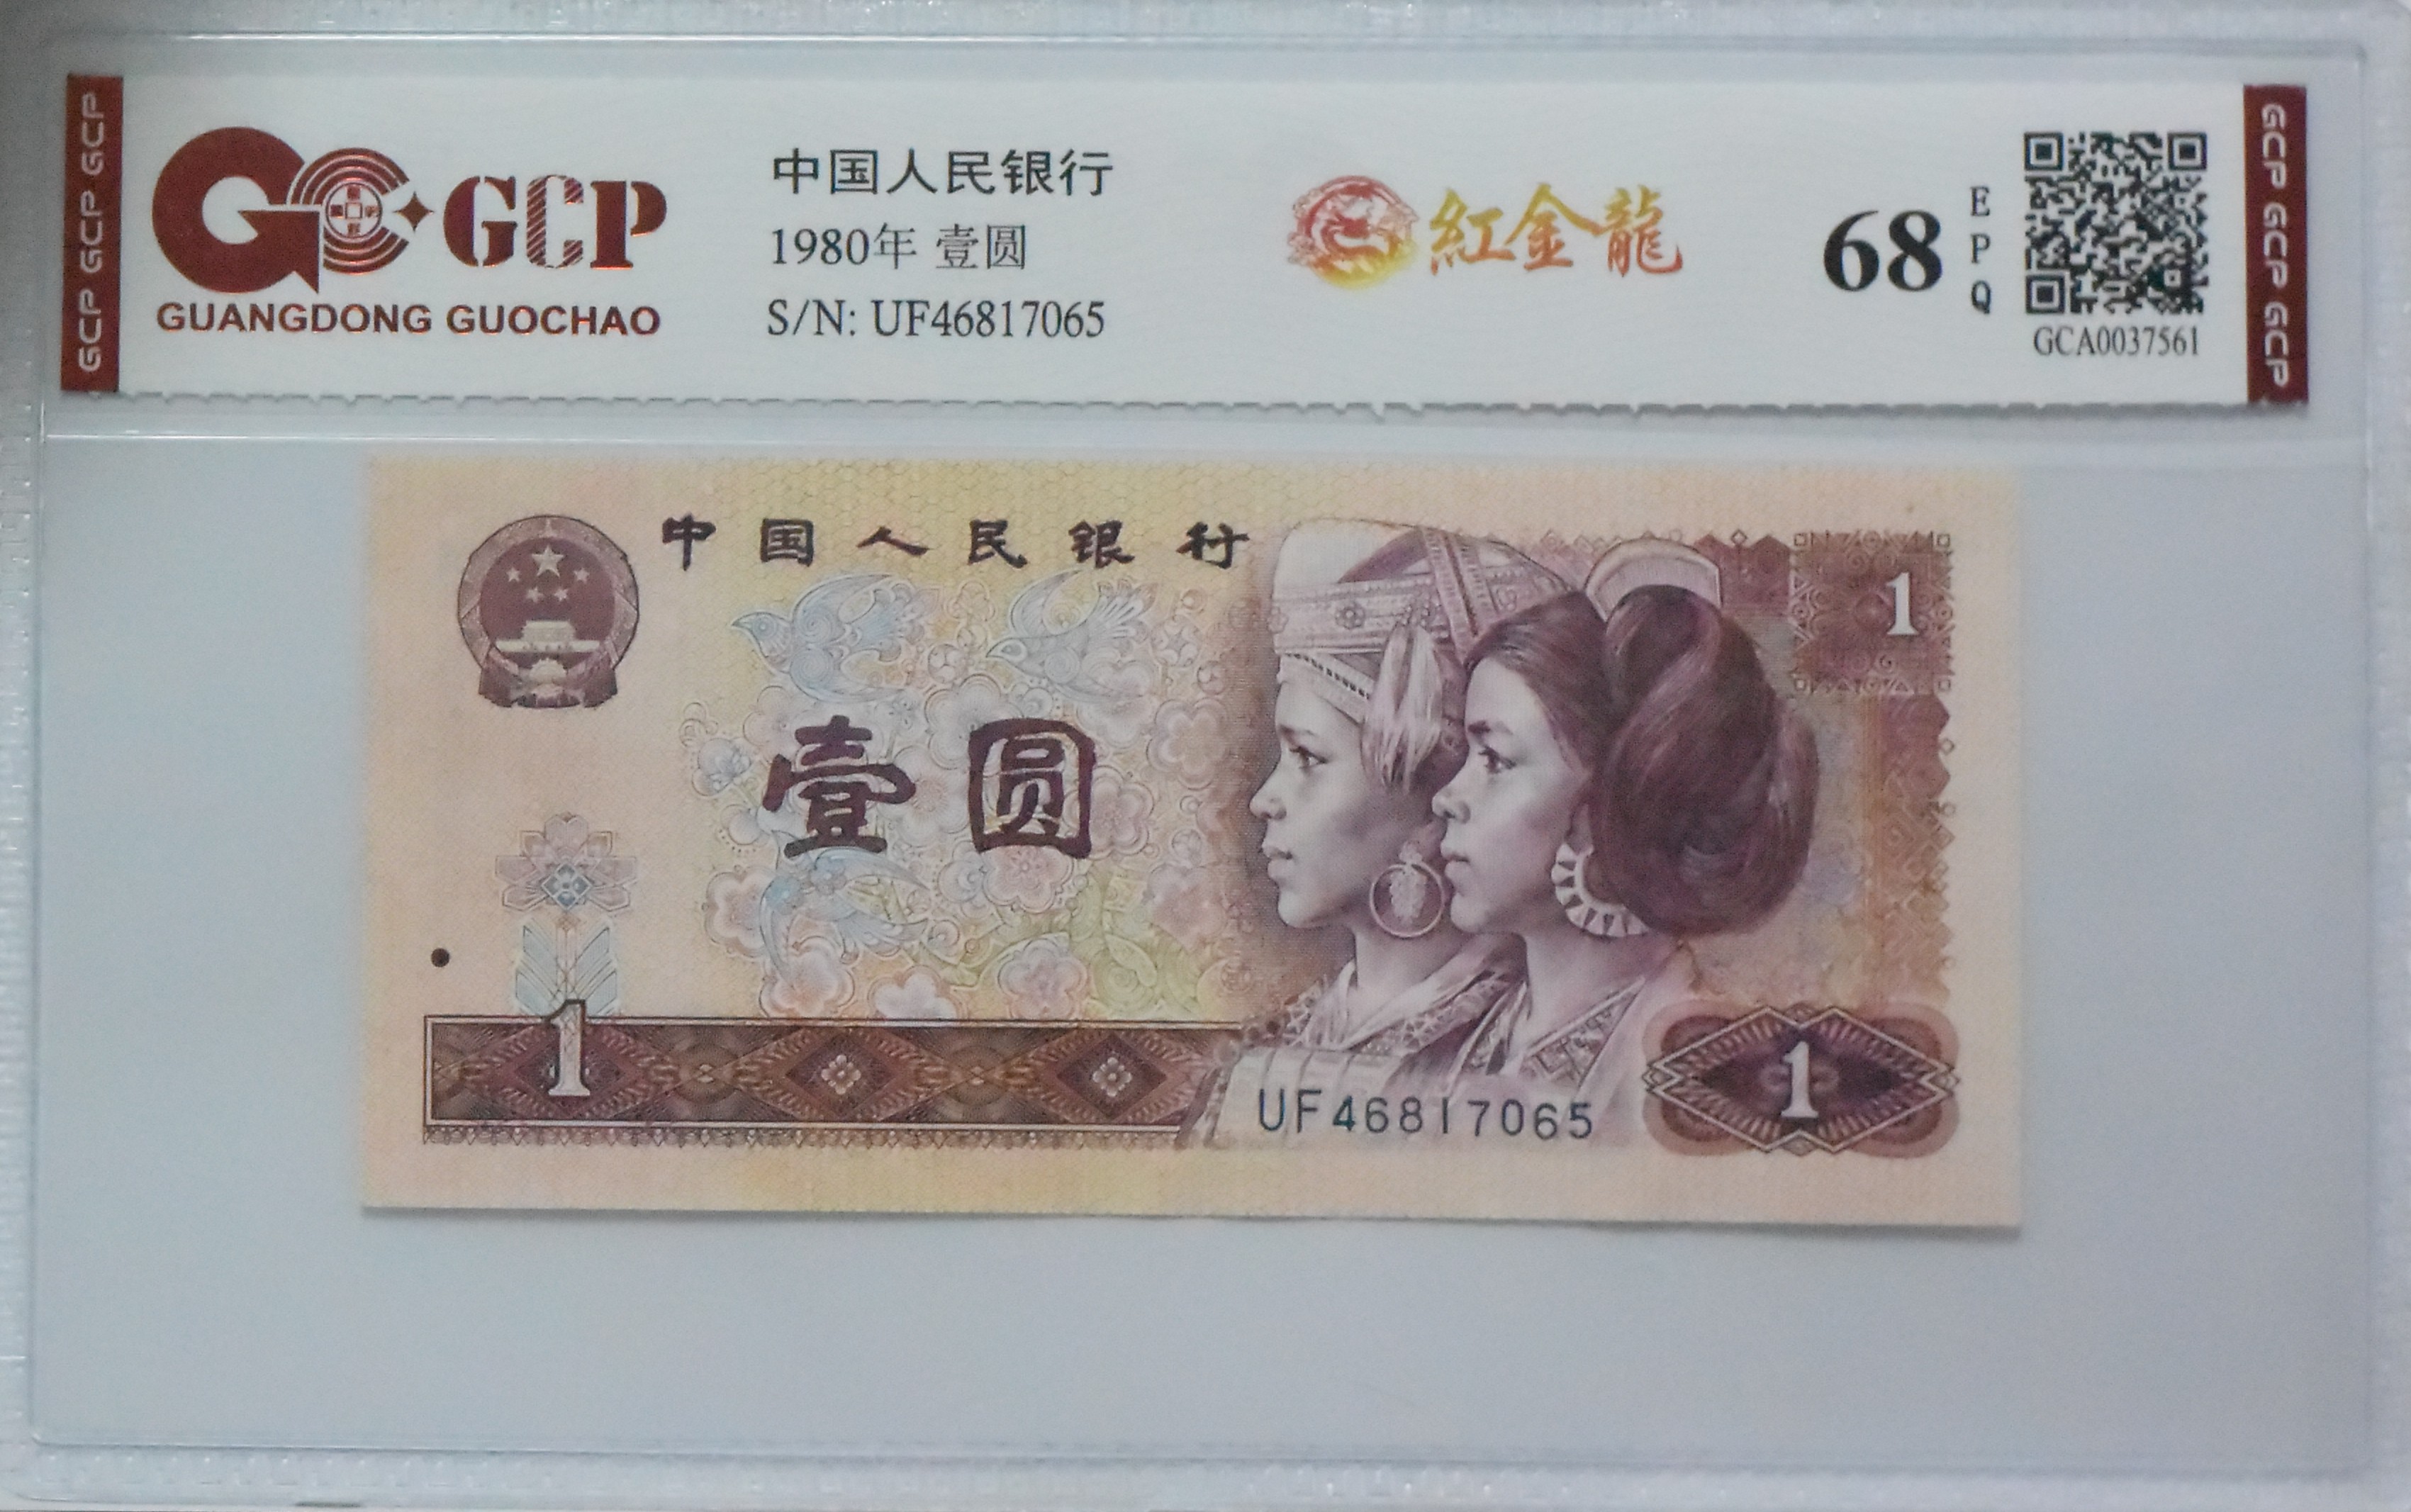 GCP GCP GCP
GCP
GUANGDONG GUOCHAO
中国人民银行
1980年 壹圆
S/N: UF46817065
紅金龍
68
EPQ
GCA0037561
GCP GCP GCP
中国人民银行
1
壹圆
1
UF46817065
1